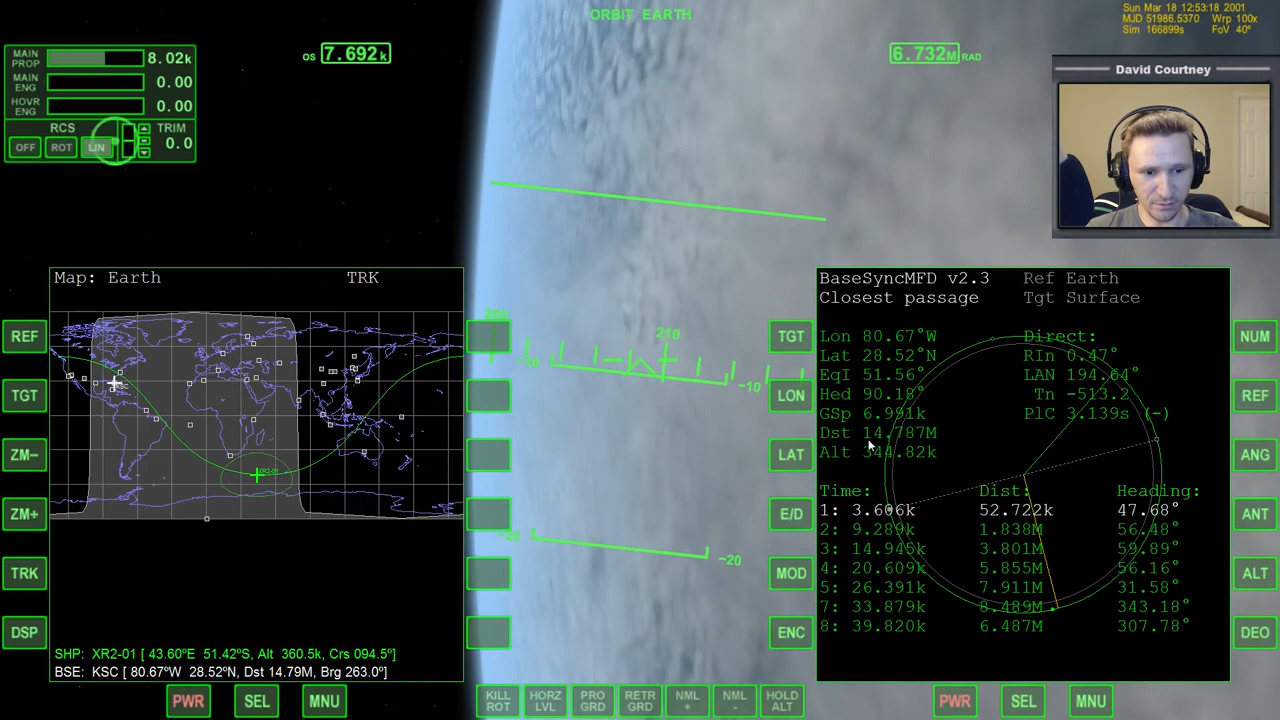 ORBIT EARTH
Sun Mar 18 12:53:18 2001
MJD 51986.5370 Wrp 100x
Sim 166899s FoV 40°
MAIN PROP 8.02k
MAIN ENG 0.00
HOVR ENG 0.00
RCS TRIM
OFF ROT LIN 0.0
OS 7.692k
6.732M RAD
David Courtney
210
-10 -10
-20 -20
Map: Earth TRK
REF
TGT
ZM-
ZM+
TRK
DSP
XR2-01
SHP: XR2-01 [ 43.60°E 51.42°S, Alt 360.5k, Crs 094.5°]
BSE: KSC [ 80.67°W 28.52°N, Dst 14.79M, Brg 263.0°]
PWR SEL MNU
KILL ROT
HORZ LVL
PRO GRD
RETR GRD
NML +
NML -
HOLD ALT
TGT
LON
LAT
E/D
MOD
ENC
BaseSyncMFD v2.3 Ref Earth
Closest passage Tgt Surface
Lon 80.67°W Direct:
Lat 28.52°N RIn 0.47°
EqI 51.56° LAN 194.64°
Hed 90.18° Tn -513.2
GSp 6.991k PlC 3.139s (-)
Dst 14.787M
Alt 344.82k
Time: Dist: Heading:
1: 3.606k 52.722k 47.68°
2: 9.289k 1.838M 56.48°
3: 14.945k 3.801M 59.89°
4: 20.609k 5.855M 56.16°
5: 26.391k 7.911M 31.58°
7: 33.879k 8.489M 343.18°
8: 39.820k 6.487M 307.78°
NUM
REF
ANG
ANT
ALT
DEO
PWR SEL MNU